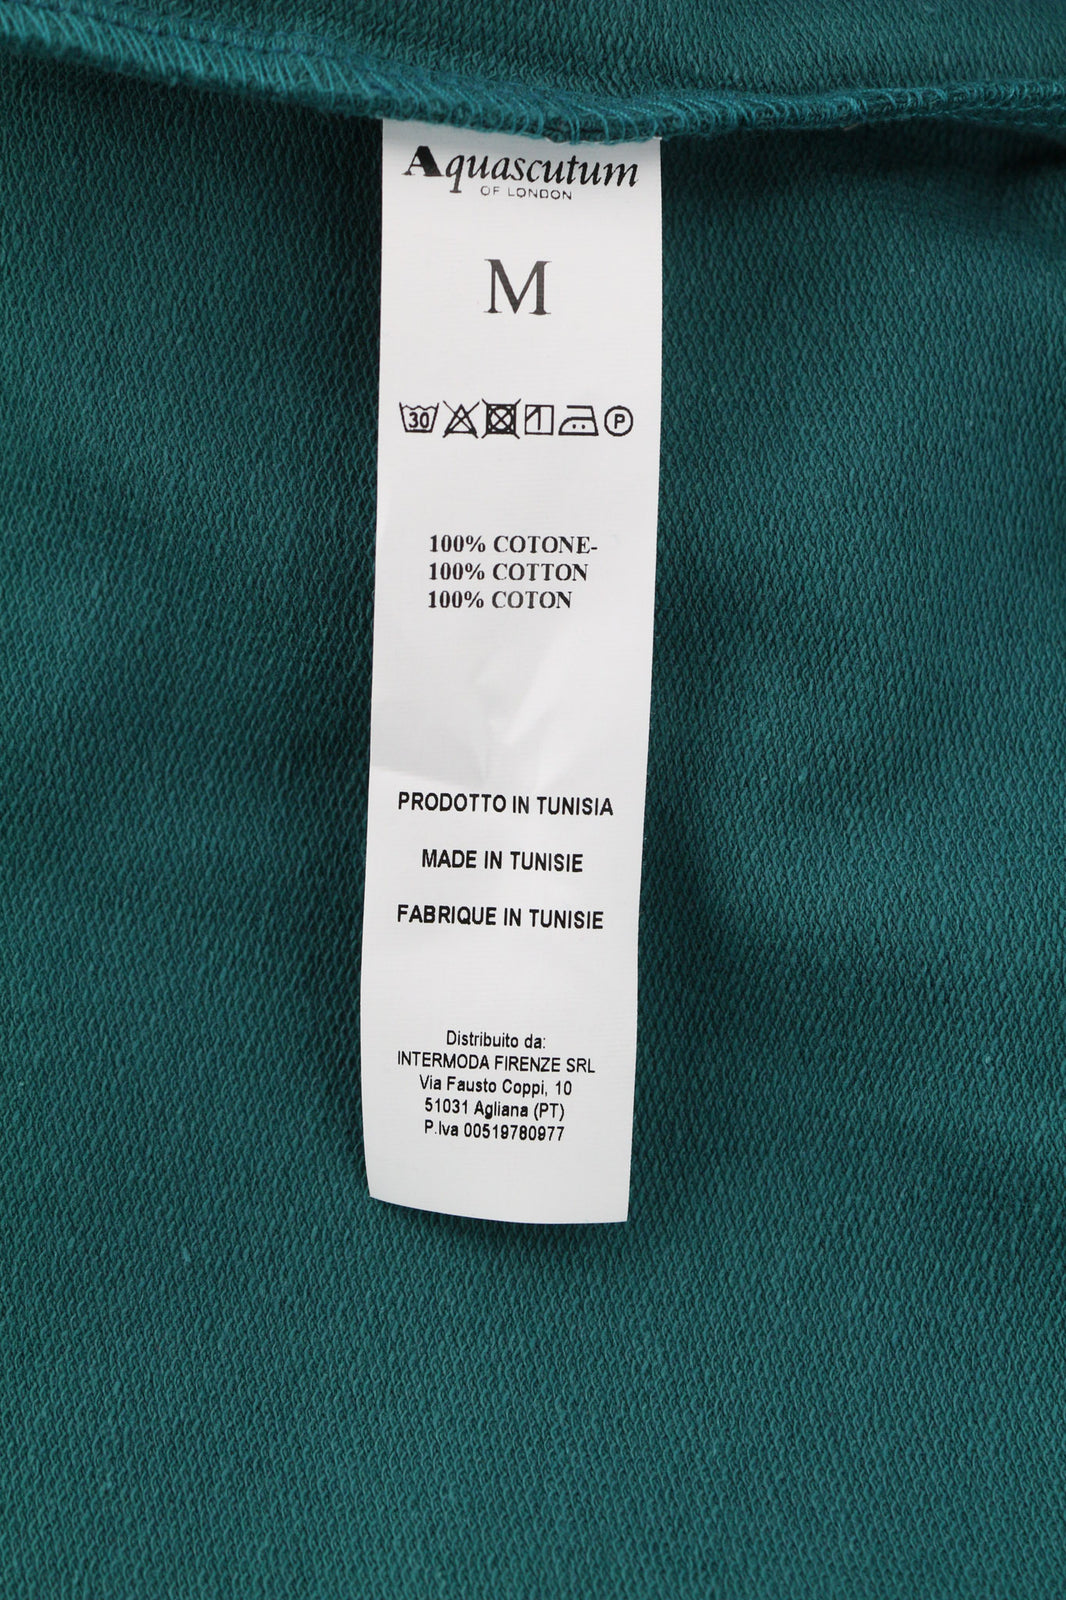 Aquascutum
OF LONDON
M
30 P
100% COTONE-
100% COTTON
100% COTON
PRODOTTO IN TUNISIA
MADE IN TUNISIE
FABRIQUE IN TUNISIE
Distribuito da:
INTERMODA FIRENZE SRL
Via Fausto Coppi, 10
51031 Agliana (PT)
P.Iva 00519780977